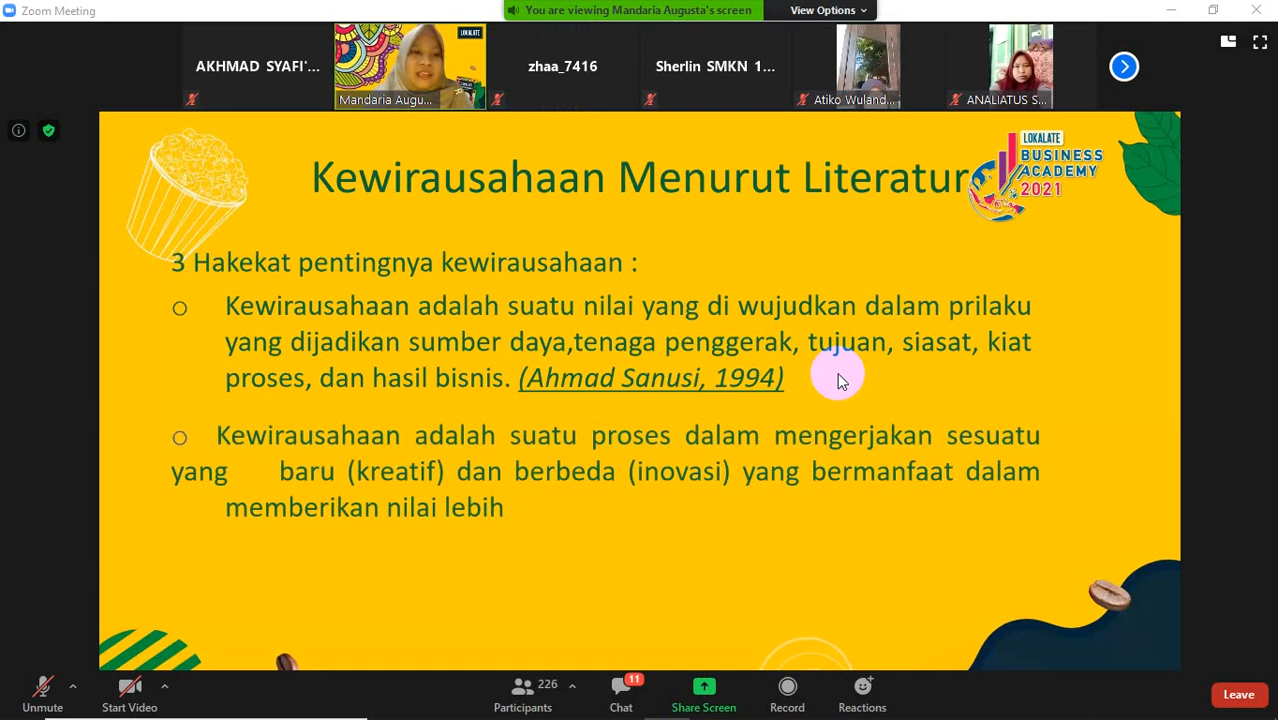 Zoom Meeting
You are viewing Mandaria Augusta's screen
View Options
AKHMAD SYAFI'...
Mandaria Augu...
zhaa_7416
Sherlin SMKN 1...
Atiko Wuland...
ANALIATUS S...
LOKALATE
BUSINESS
ACADEMY
2021
Kewirausahaan Menurut Literatur
3 Hakekat pentingnya kewirausahaan :
o Kewirausahaan adalah suatu nilai yang di wujudkan dalam prilaku
yang dijadikan sumber daya,tenaga penggerak, tujuan, siasat, kiat
proses, dan hasil bisnis. (Ahmad Sanusi, 1994)
o Kewirausahaan adalah suatu proses dalam mengerjakan sesuatu
yang baru (kreatif) dan berbeda (inovasi) yang bermanfaat dalam
memberikan nilai lebih
Unmute
Start Video
226
Participants
11
Chat
Share Screen
Record
Reactions
Leave